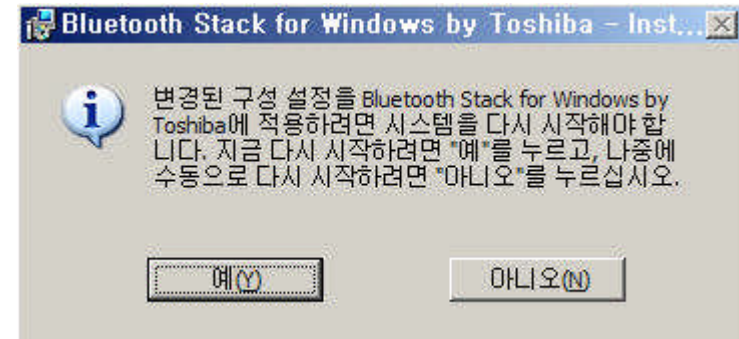 Bluetooth Stack for Windows by Toshiba - Inst...
변경된 구성 설정을 Bluetooth Stack for Windows by
Toshiba에 적용하려면 시스템을 다시 시작해야 합
니다. 지금 다시 시작하려면 "예"를 누르고, 나중에
수동으로 다시 시작하려면 "아니오"를 누르십시오.
예(Y) 아니오(N)